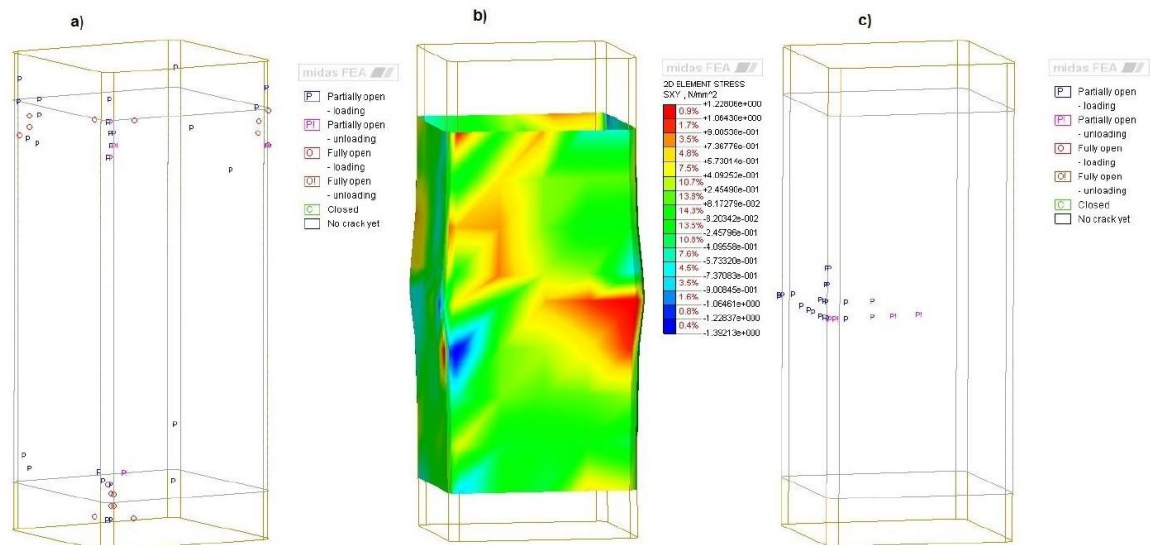 a)
b)
c)
midas FEA
P Partially open
- loading
P! Partially open
- unloading
O Fully open
- loading
O! Fully open
- unloading
C Closed
No crack yet
midas FEA
2D ELEMENT STRESS
SXY , N/mm^2
+1.22806e+000
0.9%
+1.06430e+000
1.7%
+9.00530e-001
3.5%
+7.36776e-001
4.8%
+5.73014e-001
7.5%
+4.09252e-001
10.7%
+2.45490e-001
13.8%
+8.17279e-002
14.3%
-8.20342e-002
13.5%
-2.45796e-001
10.8%
-4.09558e-001
7.6%
-5.73320e-001
4.5%
-7.37083e-001
3.5%
-9.00845e-001
1.6%
-1.06461e+000
0.8%
-1.22837e+000
0.4%
-1.39213e+000
midas FEA
P Partially open
- loading
P! Partially open
- unloading
O Fully open
- loading
O! Fully open
- unloading
C Closed
No crack yet